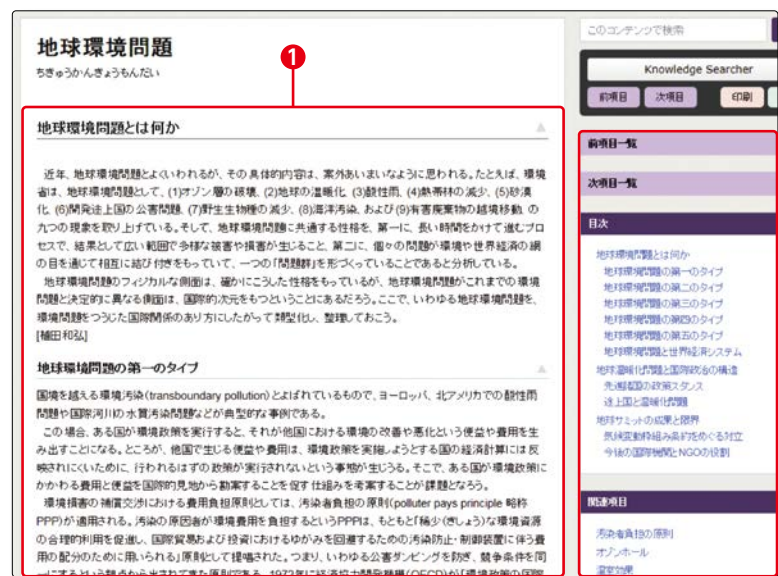 地球環境問題
ちきゅうかんきょうもんだい
1
地球環境問題とは何か
近年、地球環境問題とよくいわれるが、その具体的内容は、案外あいまいなように思われる。たとえば、環境
省は、地球環境問題として、(1)オゾン層の破壊、(2)地球の温暖化、(3)酸性雨、(4)熱帯林の減少、(5)砂漠
化、(6)開発途上国の公害問題、(7)野生生物種の減少、(8)海洋汚染、および(9)有害廃棄物の越境移動、の
九つの現象を取り上げている。そして、地球環境問題に共通する性格を、第一に、長い時間をかけて進むプロ
セスで、結果として広い範囲で多様な被害や損害が生じること、第二に、個々の問題が環境や世界経済の網
の目を通じて相互に結び付きをもっていて、一つの「問題群」を形づくっていることであると分析している。
地球環境問題のフィジカルな側面は、確かにこうした性格をもっているが、地球環境問題がこれまでの環境
問題と決定的に異なる側面は、国際的次元をもつということにあるだろう。ここで、いわゆる地球環境問題を、
環境問題をつうじた国際関係のあり方にしたがって類型化し、整理しておこう。
[植田和弘]
地球環境問題の第一のタイプ
国境を越える環境汚染(transboundary pollution)とよばれているもので、ヨーロッパ、北アメリカでの酸性雨
問題や国際河川の水質汚染問題などが典型的な事例である。
この場合、ある国が環境政策を実行すると、それが他国における環境の改善や悪化という便益や費用を生
み出すことになる。ところが、他国で生じる便益や費用は、環境政策を実施しようとする国の経済計算には反
映されにくいために、行われるはずの政策が実行されないという事態が生じうる。そこで、ある国が環境政策に
かかわる費用と便益を国際的見地から勘案することを促す仕組みを考案することが課題となろう。
環境損害の補償交渉における費用負担原則としては、汚染者負担の原則(polluter pays principle 略称
PPP)が適用される。汚染の原因者が環境費用を負担するというPPPは、もともと「稀少(きしょう)な環境資源
の合理的利用を促進し、国際貿易および投資におけるゆがみを回避するための汚染防止・制御装置に伴う費
用の配分のために用いられる」原則として提唱された。つまり、いわゆる公害ダンピングを防ぎ、競争条件を同
一にするという観点から出されてきた原則である。1972年に経済協力開発機構(OECD)が「環境政策の国際
このコンテンツで検索
Knowledge Searcher
前項目 次項目 印刷
前項目一覧
次項目一覧
目次
地球環境問題とは何か
地球環境問題の第一のタイプ
地球環境問題の第二のタイプ
地球環境問題の第三のタイプ
地球環境問題の第四のタイプ
地球環境問題の第五のタイプ
地球環境問題と世界経済システム
地球温暖化問題と国際政治の構造
先進諸国の政策スタンス
途上国と温暖化問題
地球サミットの成果と限界
気候変動枠組み条約をめぐる対立
今後の国際機関とNGOの役割
関連項目
汚染者負担の原則
オゾンホール
温室効果